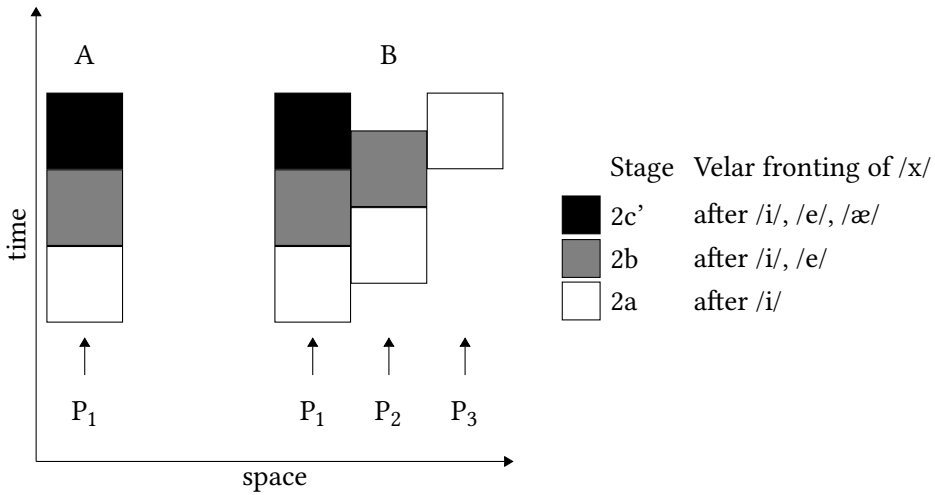 A B
Stage Velar fronting of /x/
2c’ after /i/, /e/, /æ/
2b after /i/, /e/
2a after /i/
time
P₁ P₁ P₂ P₃
space